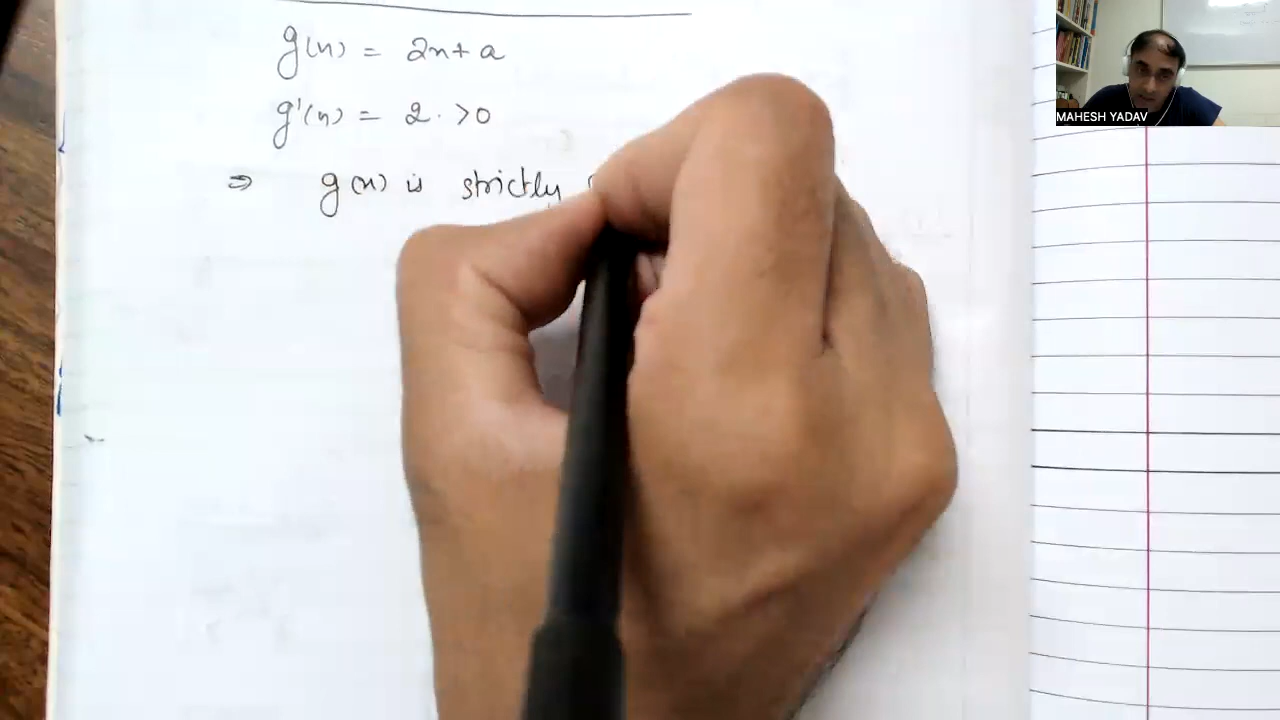 g(x) = 2x + a
g'(x) = 2 . > 0
⇒ g(x) is strictly
MAHESH YADAV